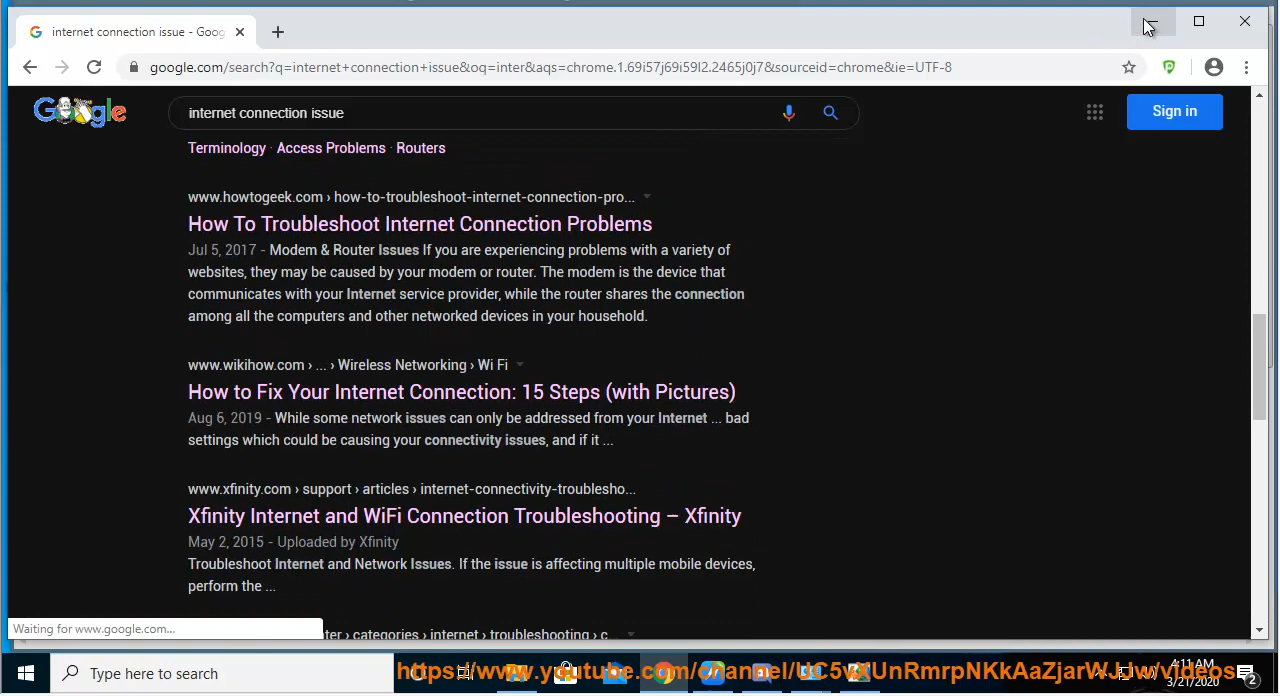 internet connection issue - Goog
google.com/search?q=internet+connection+issue&oq=inter&aqs=chrome.1.69i57j69i59l2.2465j0j7&sourceid=chrome&ie=UTF-8
Google
internet connection issue
Sign in
Terminology · Access Problems · Routers
www.howtogeek.com › how-to-troubleshoot-internet-connection-pro...
How To Troubleshoot Internet Connection Problems
Jul 5, 2017 - Modem & Router Issues If you are experiencing problems with a variety of
websites, they may be caused by your modem or router. The modem is the device that
communicates with your Internet service provider, while the router shares the connection
among all the computers and other networked devices in your household.
www.wikihow.com › ... › Wireless Networking › Wi Fi
How to Fix Your Internet Connection: 15 Steps (with Pictures)
Aug 6, 2019 - While some network issues can only be addressed from your Internet ... bad
settings which could be causing your connectivity issues, and if it ...
www.xfinity.com › support › articles › internet-connectivity-troublesho...
Xfinity Internet and WiFi Connection Troubleshooting – Xfinity
May 2, 2015 - Uploaded by Xfinity
Troubleshoot Internet and Network Issues. If the issue is affecting multiple mobile devices,
perform the ...
Waiting for www.google.com...
› categories › internet › troubleshooting › c...
Type here to search
4:11 AM
3/21/2020
2